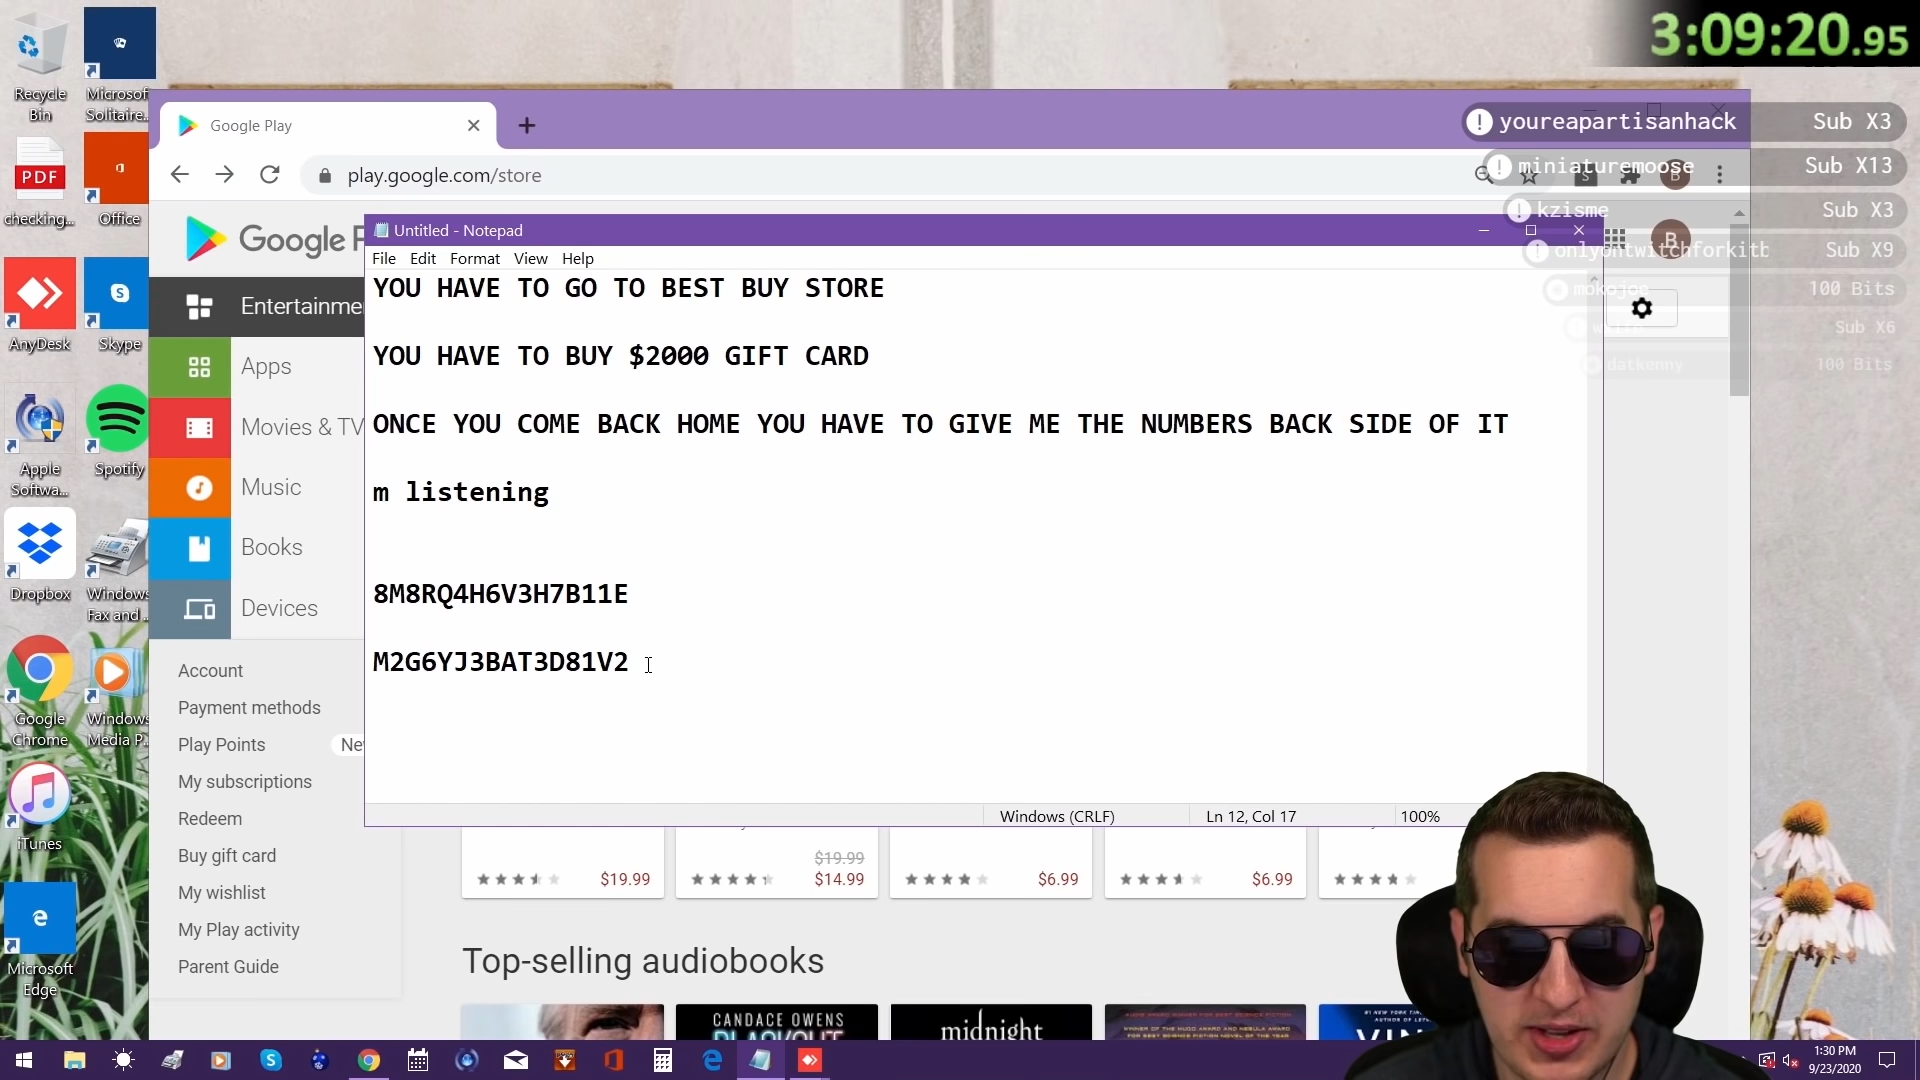 3:09:20.95
Recycle Bin
Microsof Solitaire...
PDF
checking...
Office
AnyDesk
Skype
Apple Softwa...
Spotify
Dropbox
Windows Fax and ...
Google Chrome
Windows Media P...
iTunes
Microsoft Edge
Google Play
play.google.com/store
youreapartisanhack Sub X3
miniaturemoose Sub X13
kzisme Sub X3
onlyontwitchforkitb Sub X9
mokojoe 100 Bits
Sub X6
datkenny 100 Bits
Google P
B
Untitled - Notepad
File Edit Format View Help
YOU HAVE TO GO TO BEST BUY STORE
YOU HAVE TO BUY $2000 GIFT CARD
ONCE YOU COME BACK HOME YOU HAVE TO GIVE ME THE NUMBERS BACK SIDE OF IT
m listening
8M8RQ4H6V3H7B11E
M2G6YJ3BAT3D81V2
Windows (CRLF) Ln 12, Col 17 100%
Entertainme
Apps
Movies & TV
Music
Books
Devices
Account
Payment methods
Play Points New
My subscriptions
Redeem
Buy gift card
My wishlist
My Play activity
Parent Guide
$19.99
$19.99
$14.99
$6.99
$6.99
Top-selling audiobooks
CANDACE OWENS
BLACKOUT
midnight
1:30 PM
9/23/2020